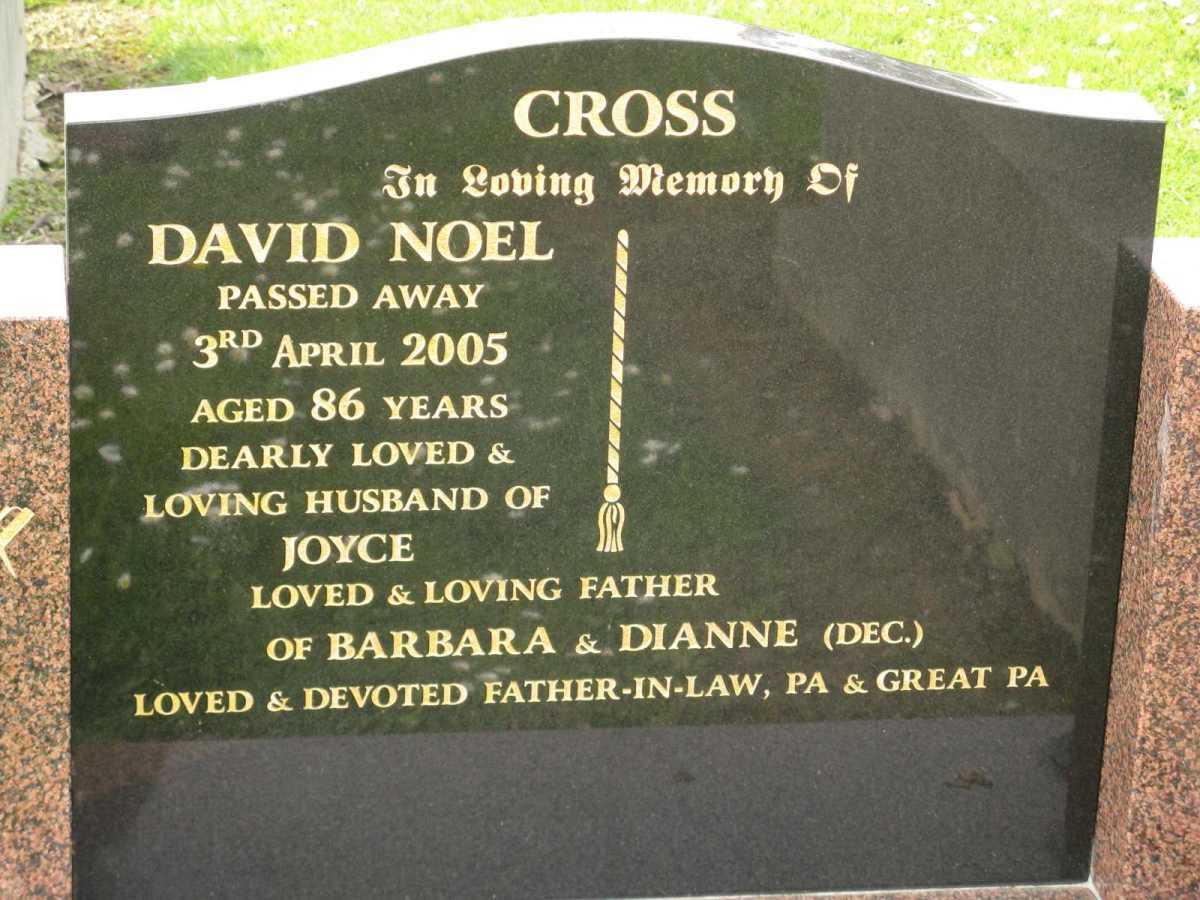 CROSS
In Loving Memory Of
DAVID NOEL
PASSED AWAY
3RD APRIL 2005
AGED 86 YEARS
DEARLY LOVED &
LOVING HUSBAND OF
JOYCE
LOVED & LOVING FATHER
OF BARBARA & DIANNE (DEC.)
LOVED & DEVOTED FATHER-IN-LAW, PA & GREAT PA